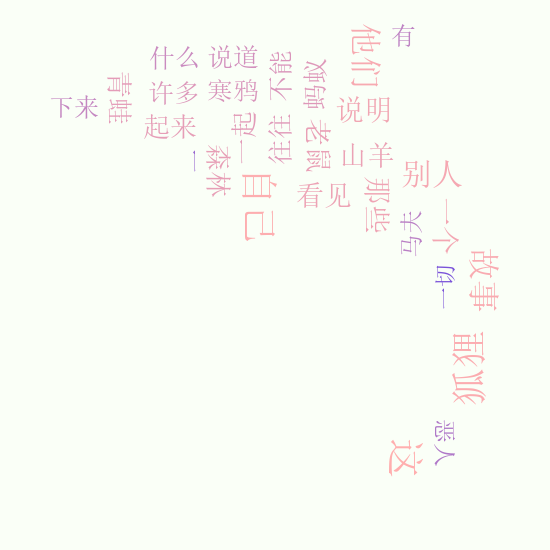 他们
有
什么
说道
不能
蚂蚁
青蛙
许多
寒鸦
下来
说明
起来
一起
往往
老鼠
一
森林
山羊
别人
自己
看见
那些
一个
马夫
故事
一切
狐狸
恶人
这